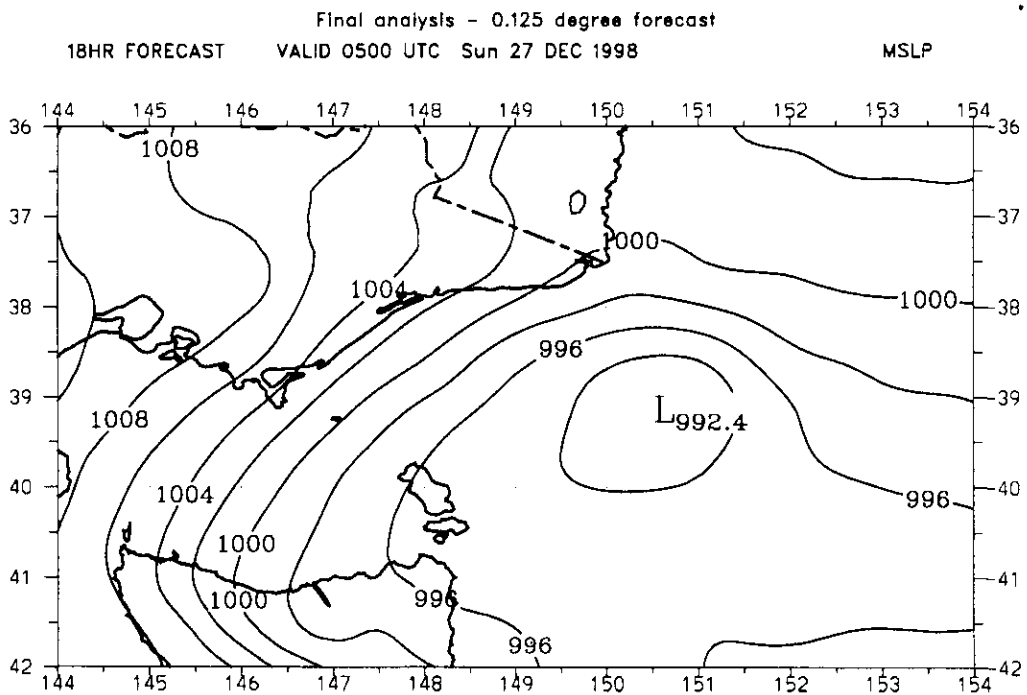 Final analysis - 0.125 degree forecast
18HR FORECAST VALID 0500 UTC Sun 27 DEC 1998 MSLP
144 145 146 147 148 149 150 151 152 153 154
36 36
1008
37 37
1000
1004 1000
38 38
996
39 L992.4 39
1008
40 1004 996 40
1000
41 41
1000 996
996
42 42
144 145 146 147 148 149 150 151 152 153 154